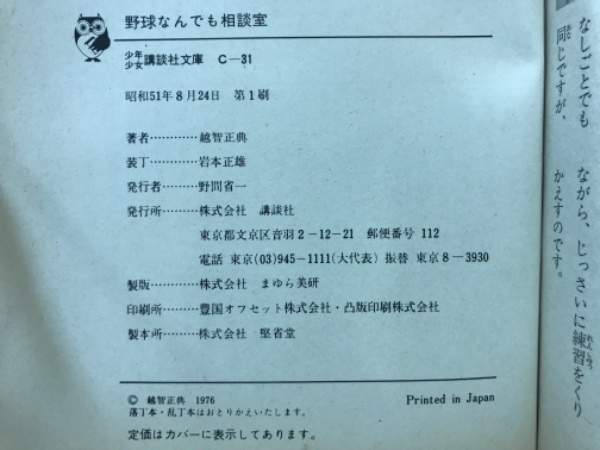 野球なんでも相談室
少年少女講談社文庫 C-31
昭和51年8月24日 第1刷
著者…………越智正典
装丁…………岩本正雄
発行者………野間省一
発行所………株式会社 講談社
東京都文京区音羽2-12-21 郵便番号 112
電話 東京(03)945-1111(大代表) 振替 東京8-3930
製版…………株式会社 まゆら美研
印刷所………豊国オフセット株式会社・凸版印刷株式会社
製本所………株式会社 堅省堂
© 越智正典 1976
Printed in Japan
落丁本・乱丁本はおとりかえいたします。
定価はカバーに表示してあります。
なしごとでも
同じですが、
ながら、じっさいに練習をくり
かえすのです。